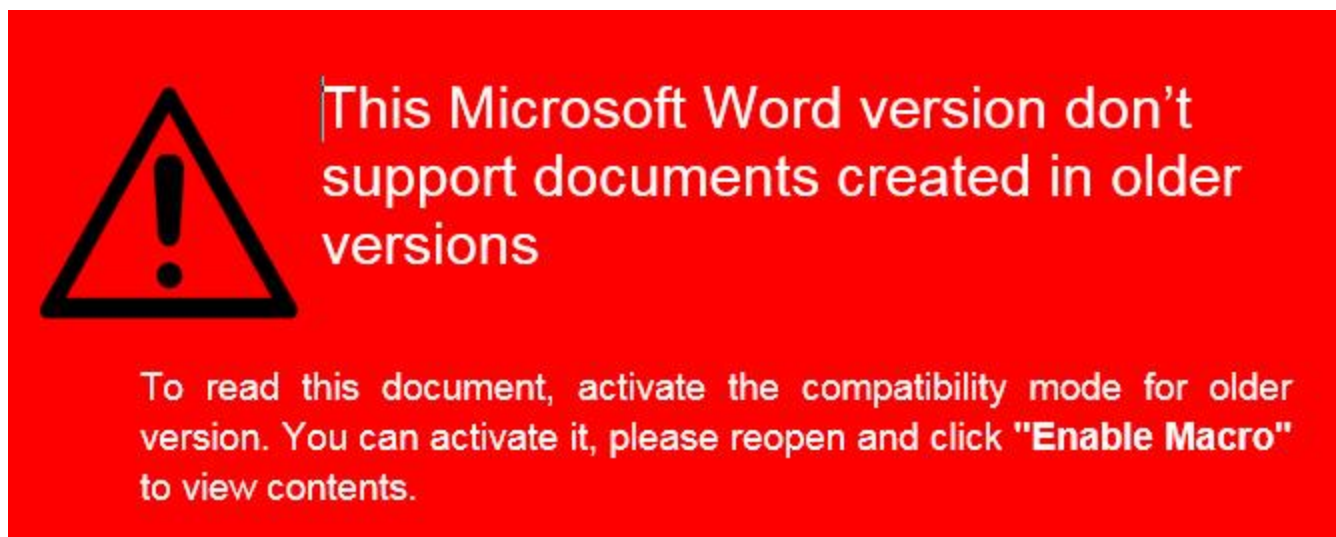 This Microsoft Word version don’t
support documents created in older
versions
To read this document, activate the compatibility mode for older
version. You can activate it, please reopen and click "Enable Macro"
to view contents.